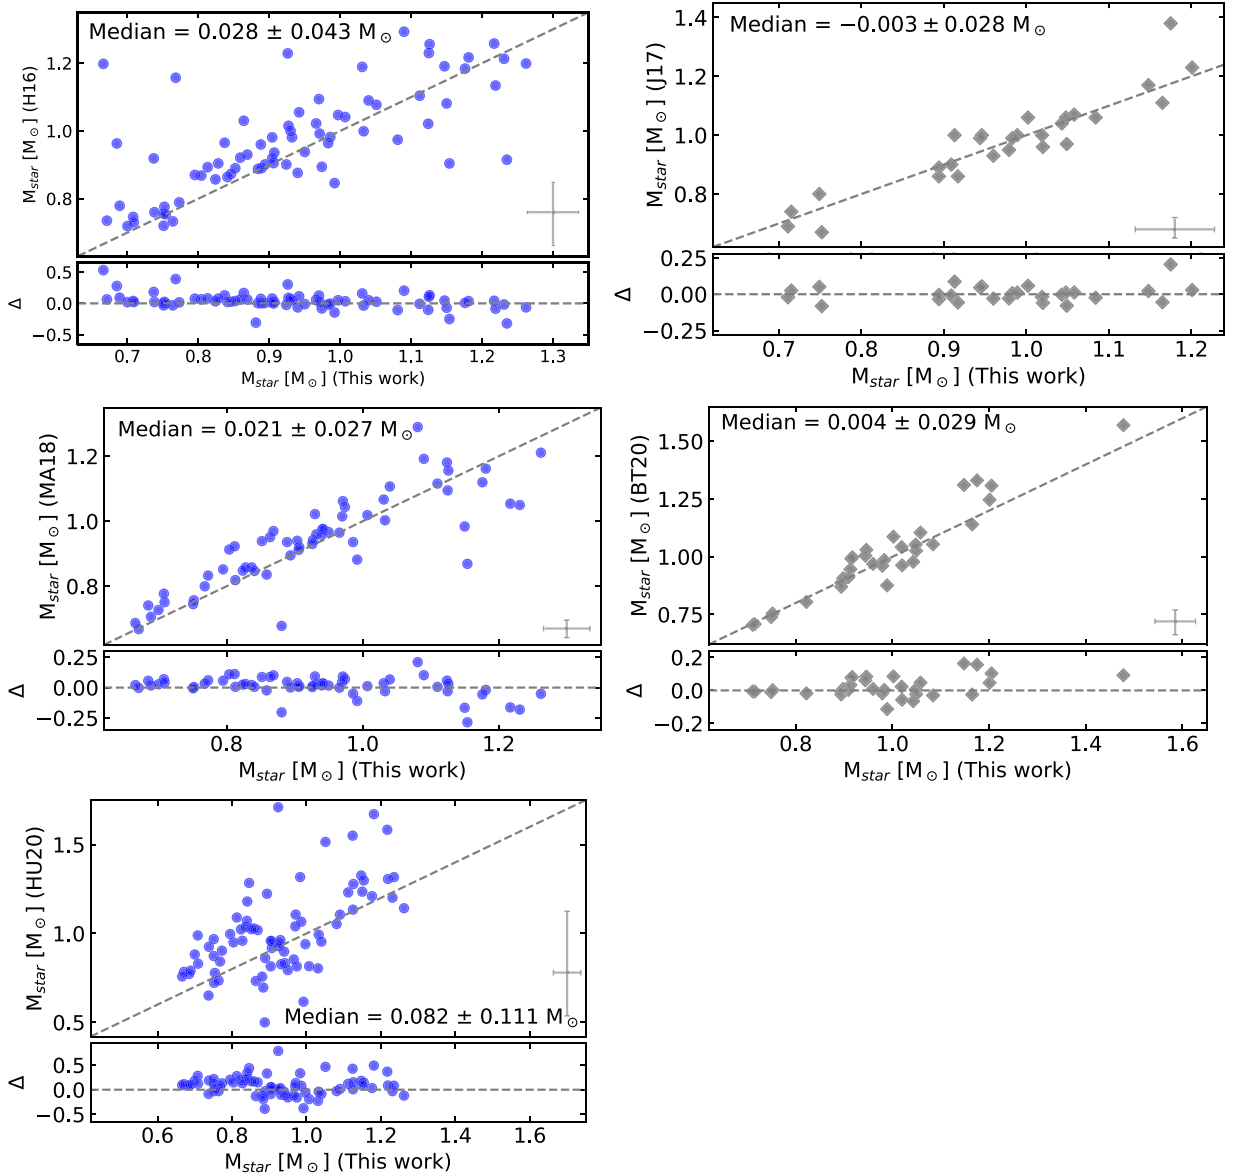 Median = 0.028 ± 0.043 M⊙
M_star [M⊙] (H16)
1.2
1.0
0.8
Δ
0.5
0.0
−0.5
0.7 0.8 0.9 1.0 1.1 1.2 1.3
M_star [M⊙] (This work)
Median = −0.003 ± 0.028 M⊙
M_star [M⊙] (J17)
1.4
1.2
1.0
0.8
Δ
0.25
0.00
−0.25
0.7 0.8 0.9 1.0 1.1 1.2
M_star [M⊙] (This work)
Median = 0.021 ± 0.027 M⊙
M_star [M⊙] (MA18)
1.2
1.0
0.8
Δ
0.25
0.00
−0.25
0.8 1.0 1.2
M_star [M⊙] (This work)
Median = 0.004 ± 0.029 M⊙
M_star [M⊙] (BT20)
1.50
1.25
1.00
0.75
Δ
0.2
0.0
−0.2
0.8 1.0 1.2 1.4 1.6
M_star [M⊙] (This work)
M_star [M⊙] (HU20)
1.5
1.0
0.5
Median = 0.082 ± 0.111 M⊙
Δ
0.5
0.0
−0.5
0.6 0.8 1.0 1.2 1.4 1.6
M_star [M⊙] (This work)